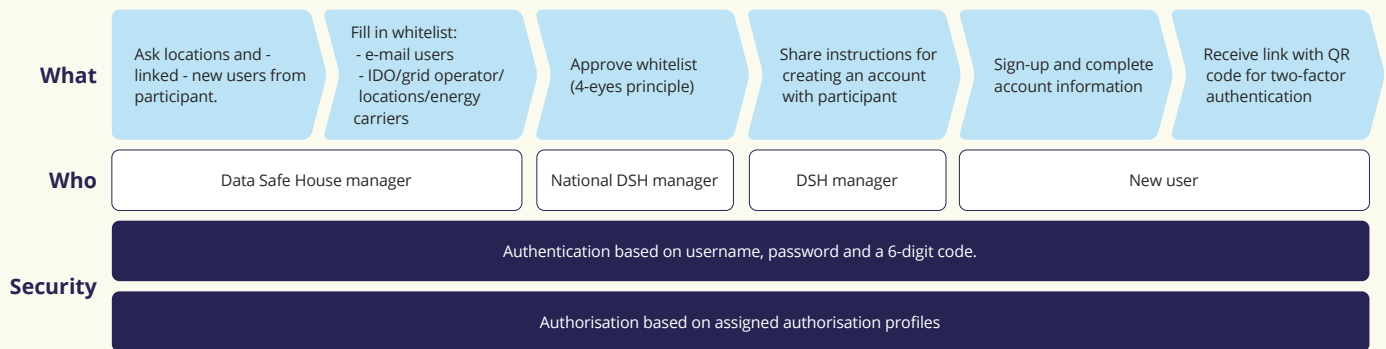 What
Ask locations and -
linked - new users from
participant.
Fill in whitelist:
- e-mail users
- IDO/grid operator/
locations/energy
carriers
Approve whitelist
(4-eyes principle)
Share instructions for
creating an account
with participant
Sign-up and complete
account information
Receive link with QR
code for two-factor
authentication
Who
Data Safe House manager
National DSH manager
DSH manager
New user
Security
Authentication based on username, password and a 6-digit code.
Authorisation based on assigned authorisation profiles